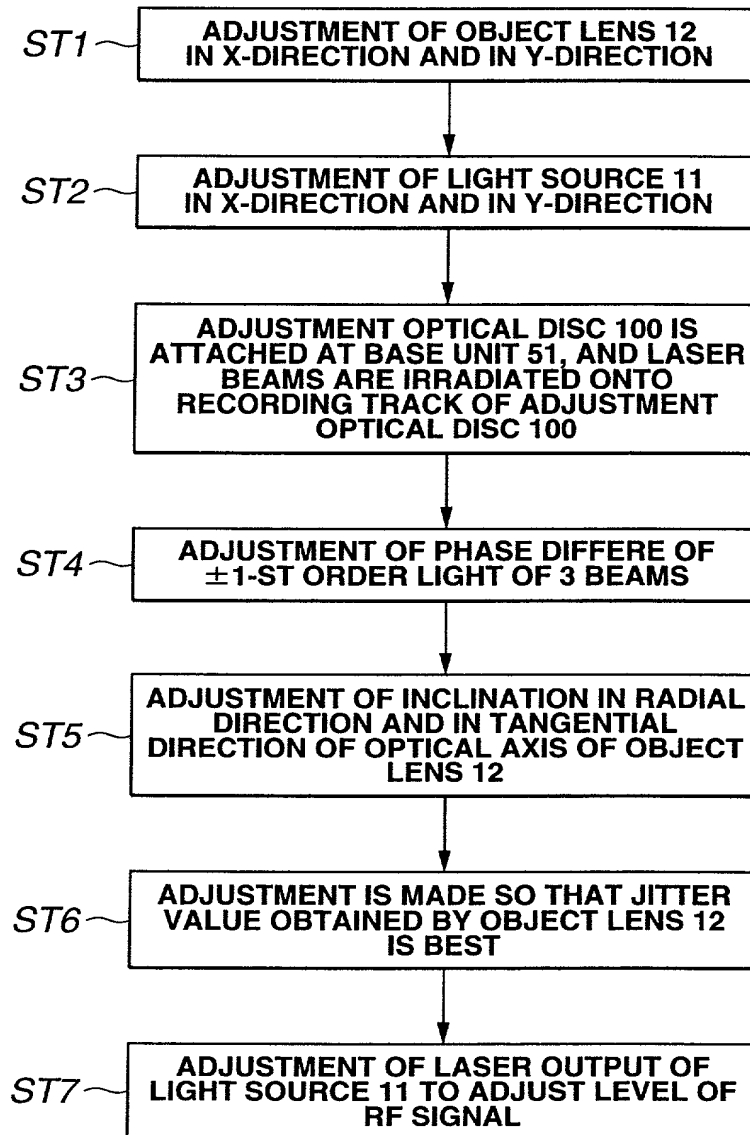 ST1
ADJUSTMENT OF OBJECT LENS 12
IN X-DIRECTION AND IN Y-DIRECTION
ST2
ADJUSTMENT OF LIGHT SOURCE 11
IN X-DIRECTION AND IN Y-DIRECTION
ST3
ADJUSTMENT OPTICAL DISC 100 IS
ATTACHED AT BASE UNIT 51, AND LASER
BEAMS ARE IRRADIATED ONTO
RECORDING TRACK OF ADJUSTMENT
OPTICAL DISC 100
ST4
ADJUSTMENT OF PHASE DIFFERE OF
±1-ST ORDER LIGHT OF 3 BEAMS
ST5
ADJUSTMENT OF INCLINATION IN RADIAL
DIRECTION AND IN TANGENTIAL
DIRECTION OF OPTICAL AXIS OF OBJECT
LENS 12
ST6
ADJUSTMENT IS MADE SO THAT JITTER
VALUE OBTAINED BY OBJECT LENS 12
IS BEST
ST7
ADJUSTMENT OF LASER OUTPUT OF
LIGHT SOURCE 11 TO ADJUST LEVEL OF
RF SIGNAL